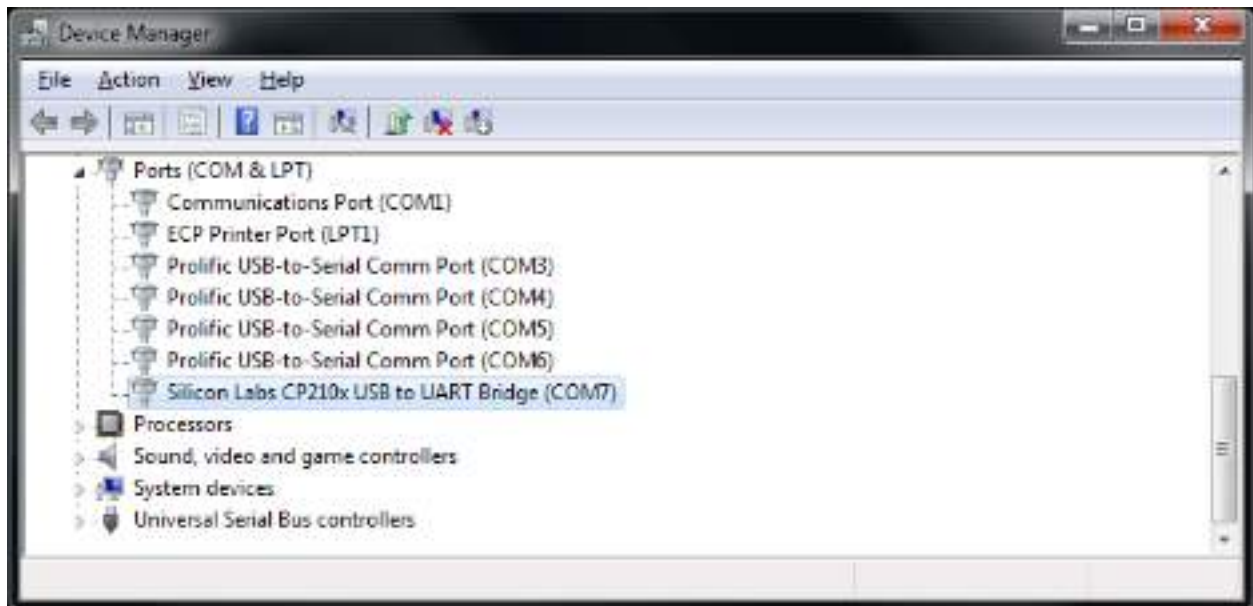 Device Manager
File Action View Help
Ports (COM & LPT)
Communications Port (COM1)
ECP Printer Port (LPT1)
Prolific USB-to-Serial Comm Port (COM3)
Prolific USB-to-Serial Comm Port (COM4)
Prolific USB-to-Serial Comm Port (COM5)
Prolific USB-to-Serial Comm Port (COM6)
Silicon Labs CP210x USB to UART Bridge (COM7)
Processors
Sound, video and game controllers
System devices
Universal Serial Bus controllers